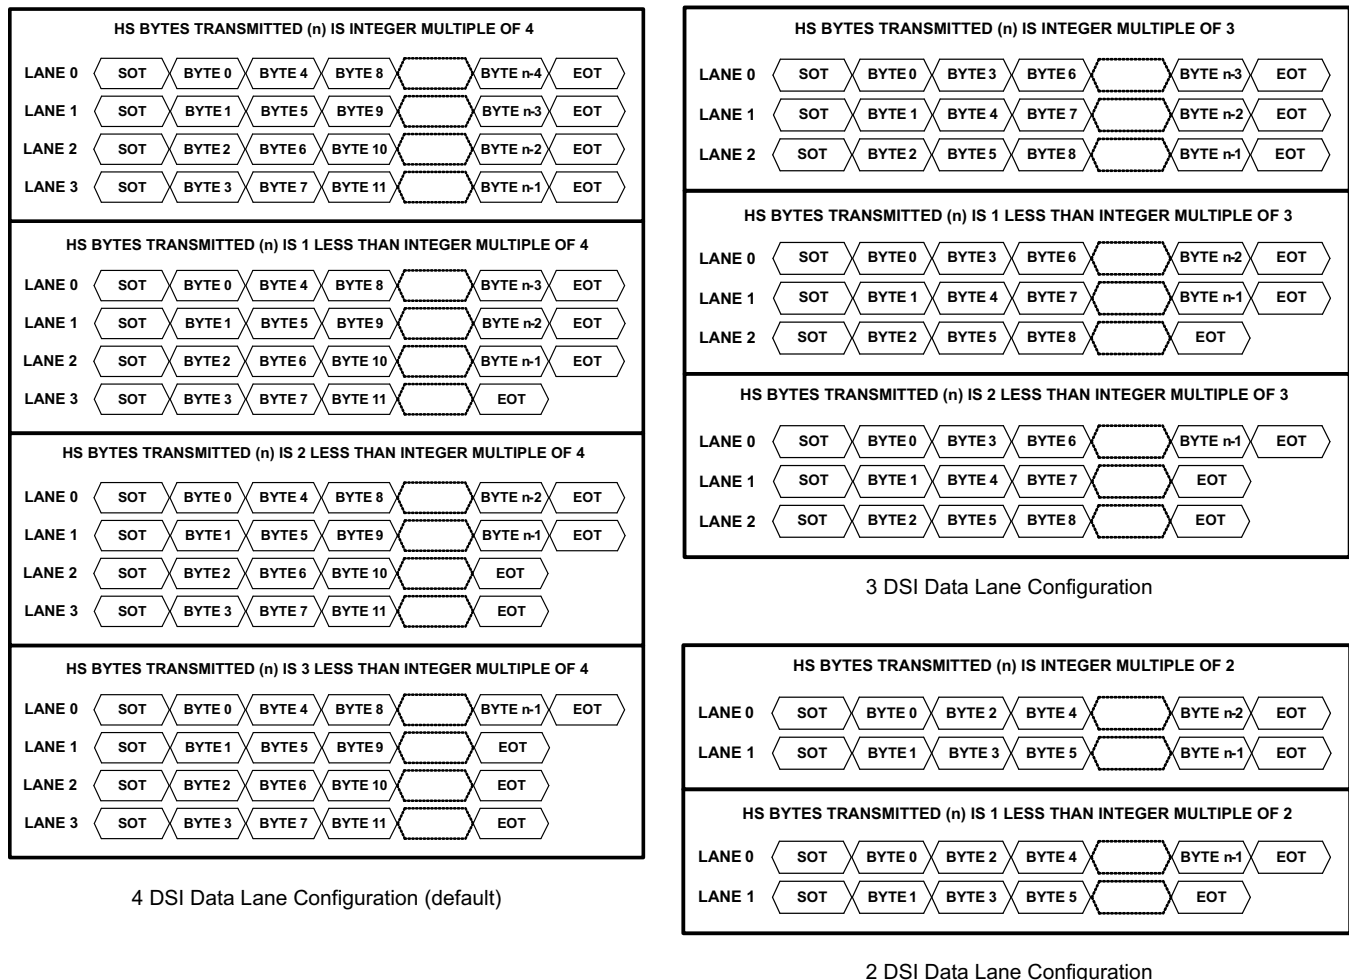 HS BYTES TRANSMITTED (n) IS INTEGER MULTIPLE OF 4
LANE 0 SOT BYTE 0 BYTE 4 BYTE 8 BYTE n-4 EOT
LANE 1 SOT BYTE 1 BYTE 5 BYTE 9 BYTE n-3 EOT
LANE 2 SOT BYTE 2 BYTE 6 BYTE 10 BYTE n-2 EOT
LANE 3 SOT BYTE 3 BYTE 7 BYTE 11 BYTE n-1 EOT
HS BYTES TRANSMITTED (n) IS 1 LESS THAN INTEGER MULTIPLE OF 4
LANE 0 SOT BYTE 0 BYTE 4 BYTE 8 BYTE n-3 EOT
LANE 1 SOT BYTE 1 BYTE 5 BYTE 9 BYTE n-2 EOT
LANE 2 SOT BYTE 2 BYTE 6 BYTE 10 BYTE n-1 EOT
LANE 3 SOT BYTE 3 BYTE 7 BYTE 11 EOT
HS BYTES TRANSMITTED (n) IS 2 LESS THAN INTEGER MULTIPLE OF 4
LANE 0 SOT BYTE 0 BYTE 4 BYTE 8 BYTE n-2 EOT
LANE 1 SOT BYTE 1 BYTE 5 BYTE 9 BYTE n-1 EOT
LANE 2 SOT BYTE 2 BYTE 6 BYTE 10 EOT
LANE 3 SOT BYTE 3 BYTE 7 BYTE 11 EOT
HS BYTES TRANSMITTED (n) IS 3 LESS THAN INTEGER MULTIPLE OF 4
LANE 0 SOT BYTE 0 BYTE 4 BYTE 8 BYTE n-1 EOT
LANE 1 SOT BYTE 1 BYTE 5 BYTE 9 EOT
LANE 2 SOT BYTE 2 BYTE 6 BYTE 10 EOT
LANE 3 SOT BYTE 3 BYTE 7 BYTE 11 EOT
4 DSI Data Lane Configuration (default)
HS BYTES TRANSMITTED (n) IS INTEGER MULTIPLE OF 3
LANE 0 SOT BYTE 0 BYTE 3 BYTE 6 BYTE n-3 EOT
LANE 1 SOT BYTE 1 BYTE 4 BYTE 7 BYTE n-2 EOT
LANE 2 SOT BYTE 2 BYTE 5 BYTE 8 BYTE n-1 EOT
HS BYTES TRANSMITTED (n) IS 1 LESS THAN INTEGER MULTIPLE OF 3
LANE 0 SOT BYTE 0 BYTE 3 BYTE 6 BYTE n-2 EOT
LANE 1 SOT BYTE 1 BYTE 4 BYTE 7 BYTE n-1 EOT
LANE 2 SOT BYTE 2 BYTE 5 BYTE 8 EOT
HS BYTES TRANSMITTED (n) IS 2 LESS THAN INTEGER MULTIPLE OF 3
LANE 0 SOT BYTE 0 BYTE 3 BYTE 6 BYTE n-1 EOT
LANE 1 SOT BYTE 1 BYTE 4 BYTE 7 EOT
LANE 2 SOT BYTE 2 BYTE 5 BYTE 8 EOT
3 DSI Data Lane Configuration
HS BYTES TRANSMITTED (n) IS INTEGER MULTIPLE OF 2
LANE 0 SOT BYTE 0 BYTE 2 BYTE 4 BYTE n-2 EOT
LANE 1 SOT BYTE 1 BYTE 3 BYTE 5 BYTE n-1 EOT
HS BYTES TRANSMITTED (n) IS 1 LESS THAN INTEGER MULTIPLE OF 2
LANE 0 SOT BYTE 0 BYTE 2 BYTE 4 BYTE n-1 EOT
LANE 1 SOT BYTE 1 BYTE 3 BYTE 5 EOT
2 DSI Data Lane Configuration